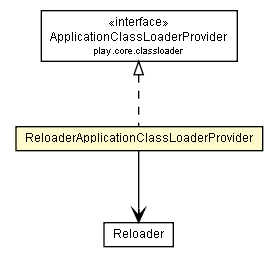 «interface»
ApplicationClassLoaderProvider
play.core.classloader
ReloaderApplicationClassLoaderProvider
Reloader